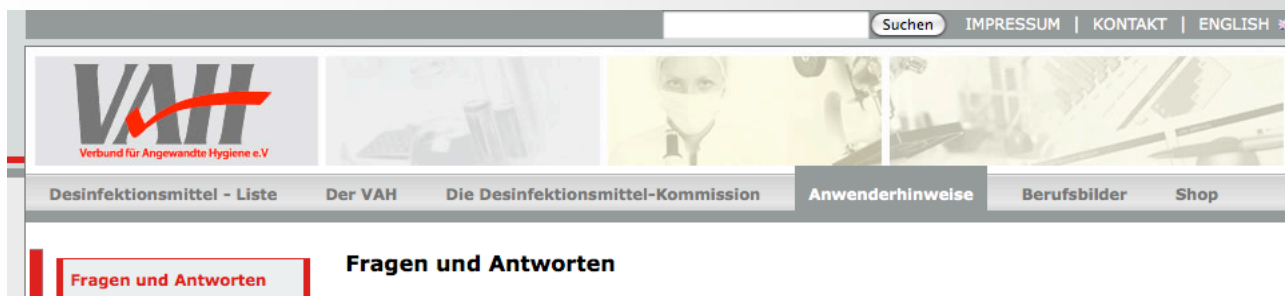 Suchen IMPRESSUM | KONTAKT | ENGLISH
VAH
Verbund für Angewandte Hygiene e.V
Desinfektionsmittel - Liste Der VAH Die Desinfektionsmittel-Kommission Anwenderhinweise Berufsbilder Shop
Fragen und Antworten
Fragen und Antworten